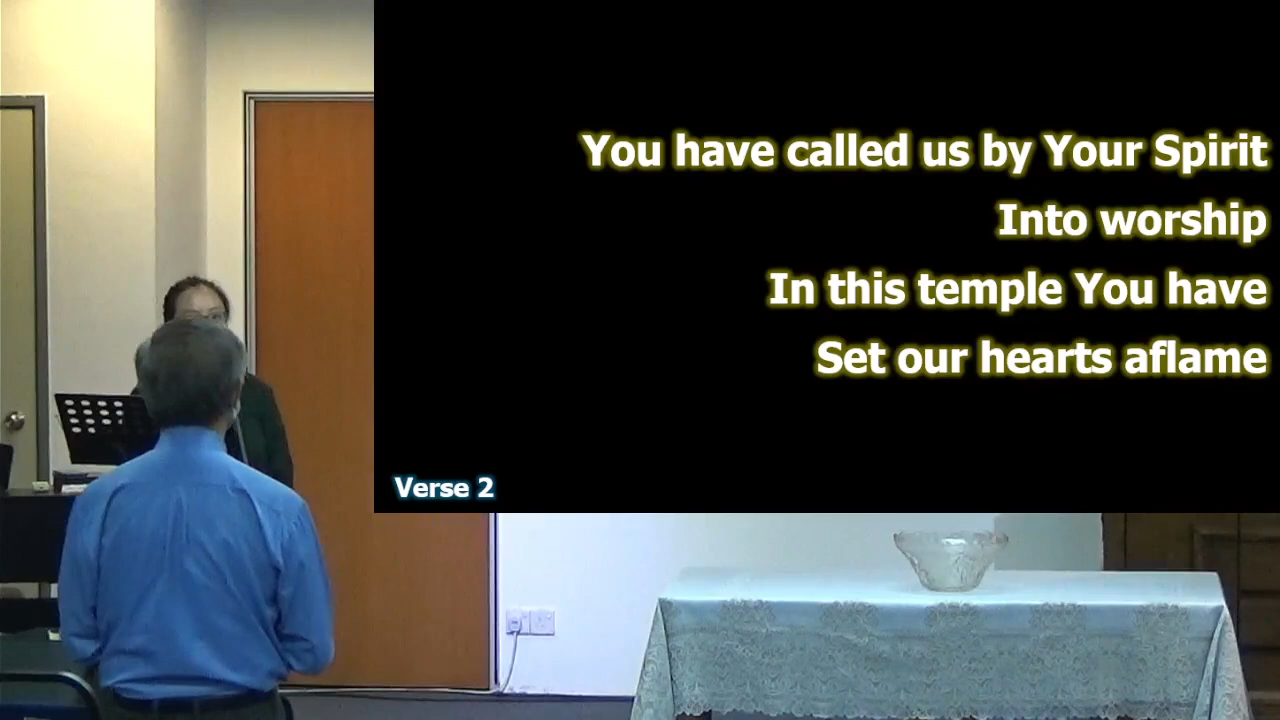 You have called us by Your Spirit
Into worship
In this temple You have
Set our hearts aflame
Verse 2